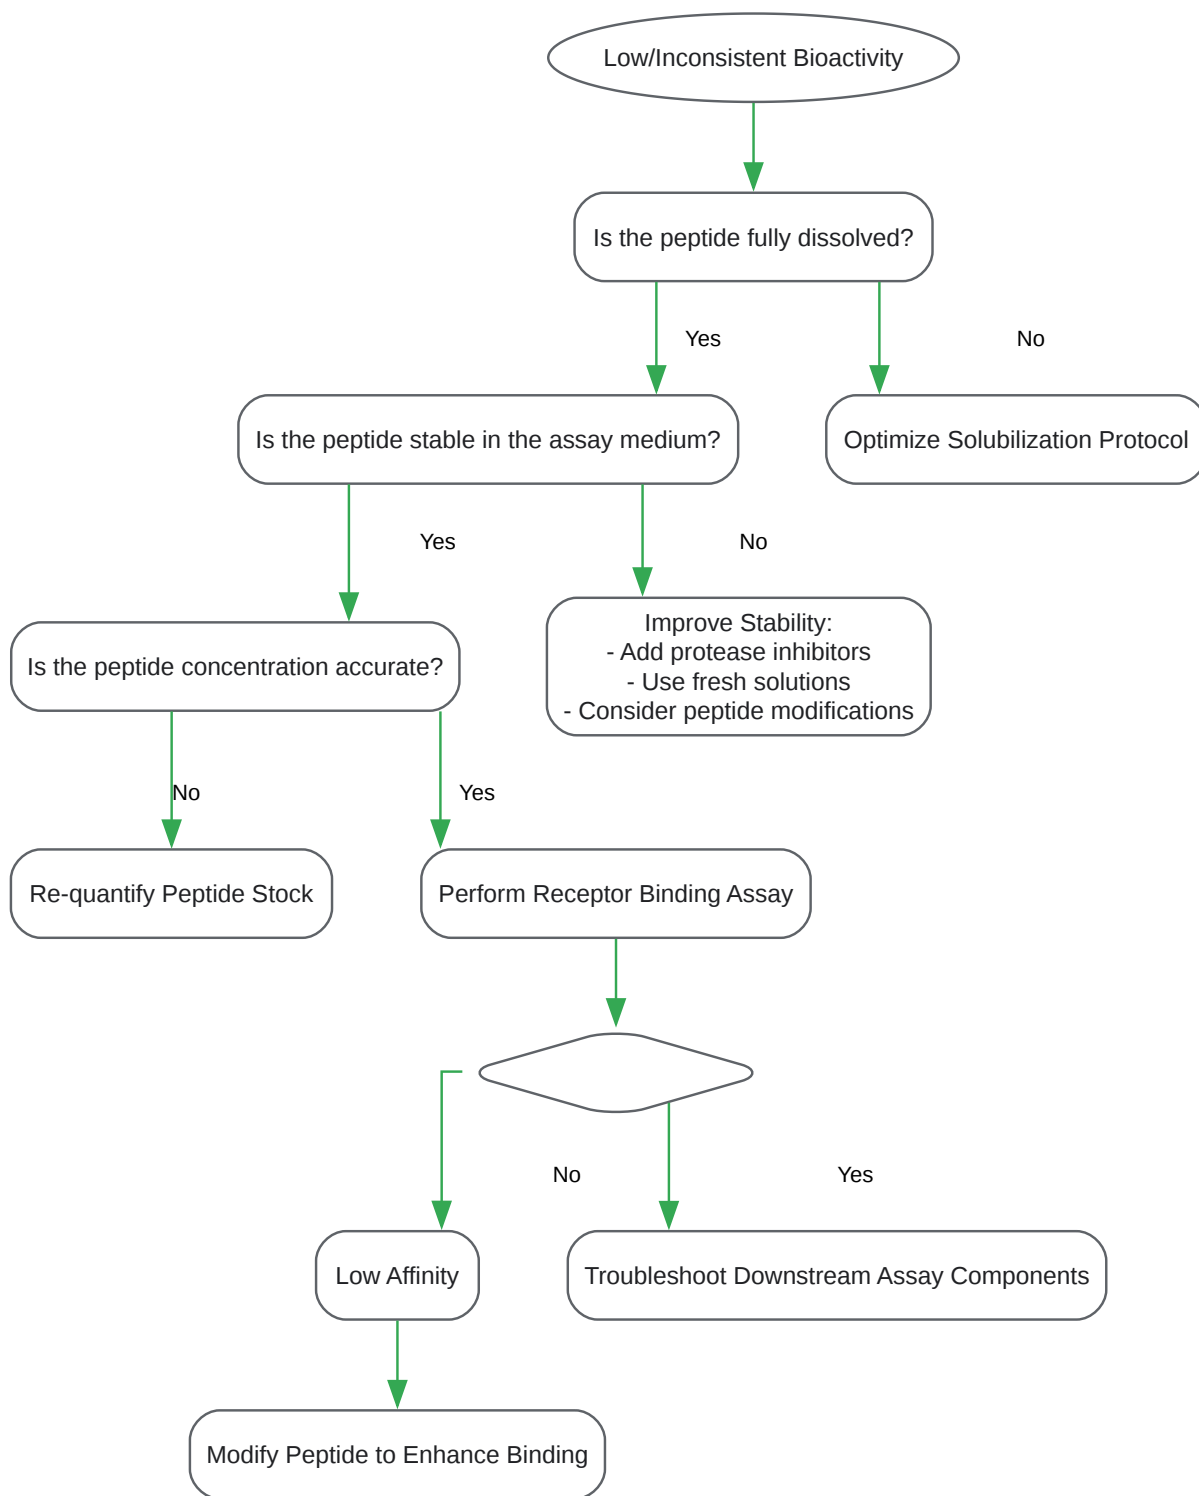 Low/Inconsistent Bioactivity
Is the peptide fully dissolved?
Yes
No
Is the peptide stable in the assay medium?
Optimize Solubilization Protocol
Yes
No
Is the peptide concentration accurate?
Improve Stability:
- Add protease inhibitors
- Use fresh solutions
- Consider peptide modifications
No
Yes
Re-quantify Peptide Stock
Perform Receptor Binding Assay
No
Yes
Low Affinity
Troubleshoot Downstream Assay Components
Modify Peptide to Enhance Binding